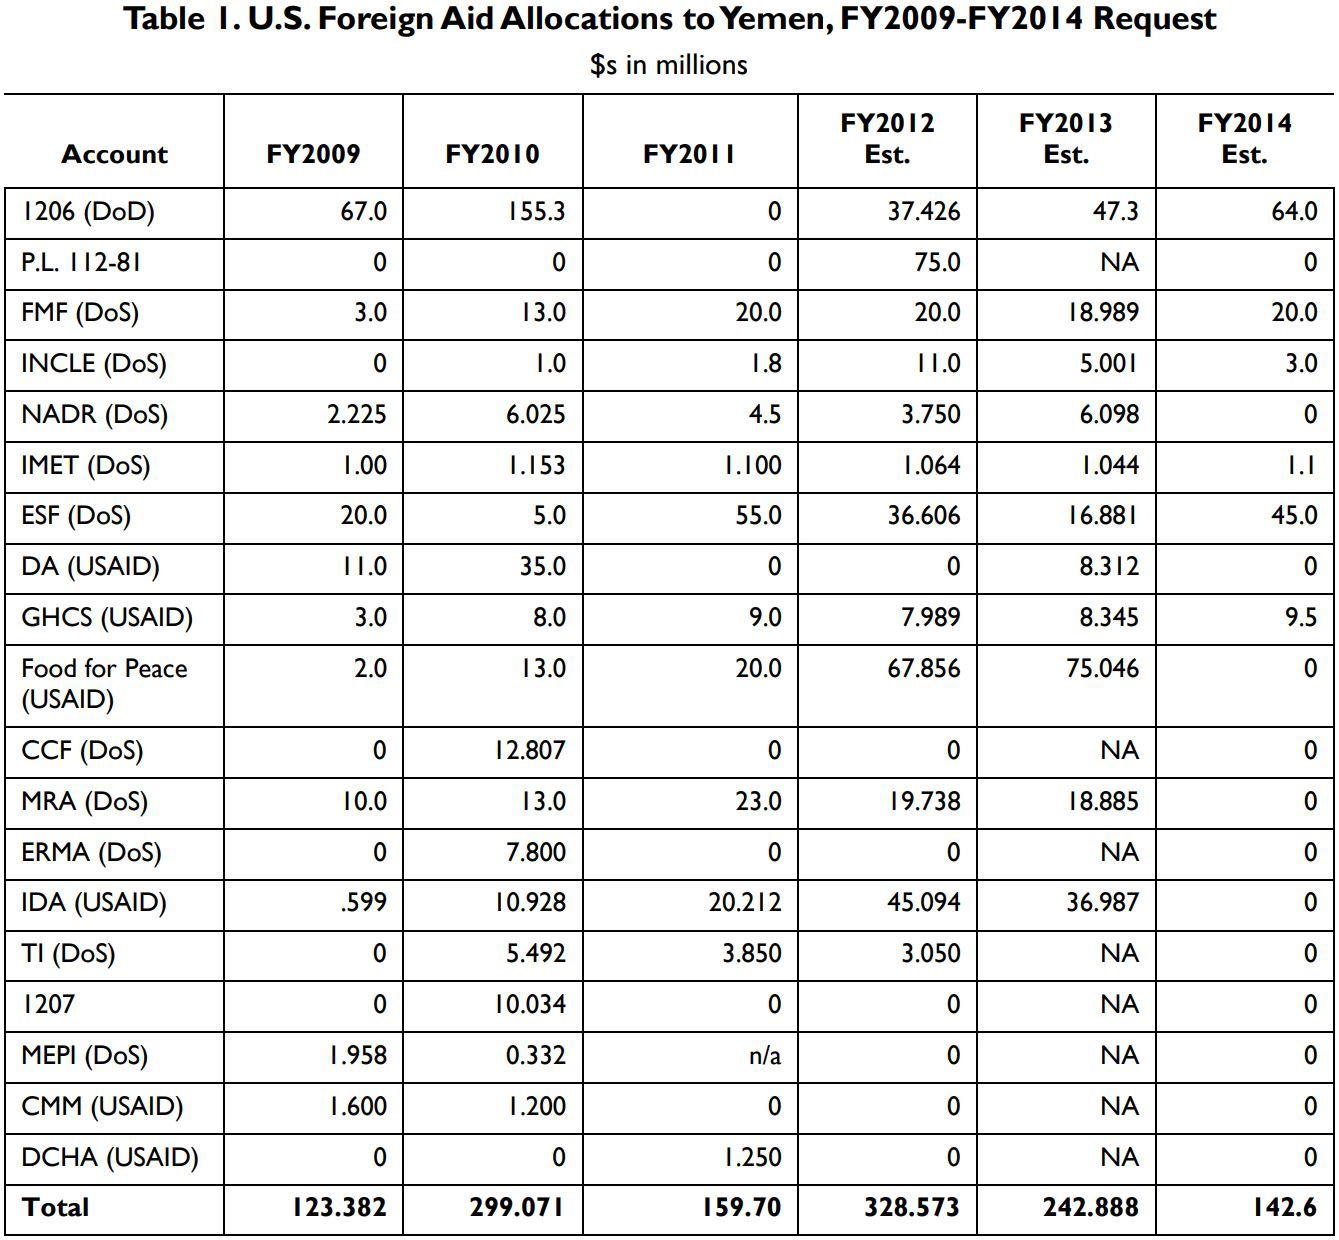 Table 1. U.S. Foreign Aid Allocations to Yemen, FY2009-FY2014 Request
$s in millions
Account FY2009 FY2010 FY2011 FY2012 Est. FY2013 Est. FY2014 Est.
1206 (DoD) 67.0 155.3 0 37.426 47.3 64.0
P.L. 112-81 0 0 0 75.0 NA 0
FMF (DoS) 3.0 13.0 20.0 20.0 18.989 20.0
INCLE (DoS) 0 1.0 1.8 11.0 5.001 3.0
NADR (DoS) 2.225 6.025 4.5 3.750 6.098 0
IMET (DoS) 1.00 1.153 1.100 1.064 1.044 1.1
ESF (DoS) 20.0 5.0 55.0 36.606 16.881 45.0
DA (USAID) 11.0 35.0 0 0 8.312 0
GHCS (USAID) 3.0 8.0 9.0 7.989 8.345 9.5
Food for Peace (USAID) 2.0 13.0 20.0 67.856 75.046 0
CCF (DoS) 0 12.807 0 0 NA 0
MRA (DoS) 10.0 13.0 23.0 19.738 18.885 0
ERMA (DoS) 0 7.800 0 0 NA 0
IDA (USAID) .599 10.928 20.212 45.094 36.987 0
TI (DoS) 0 5.492 3.850 3.050 NA 0
1207 0 10.034 0 0 NA 0
MEPI (DoS) 1.958 0.332 n/a 0 NA 0
CMM (USAID) 1.600 1.200 0 0 NA 0
DCHA (USAID) 0 0 1.250 0 NA 0
Total 123.382 299.071 159.70 328.573 242.888 142.6